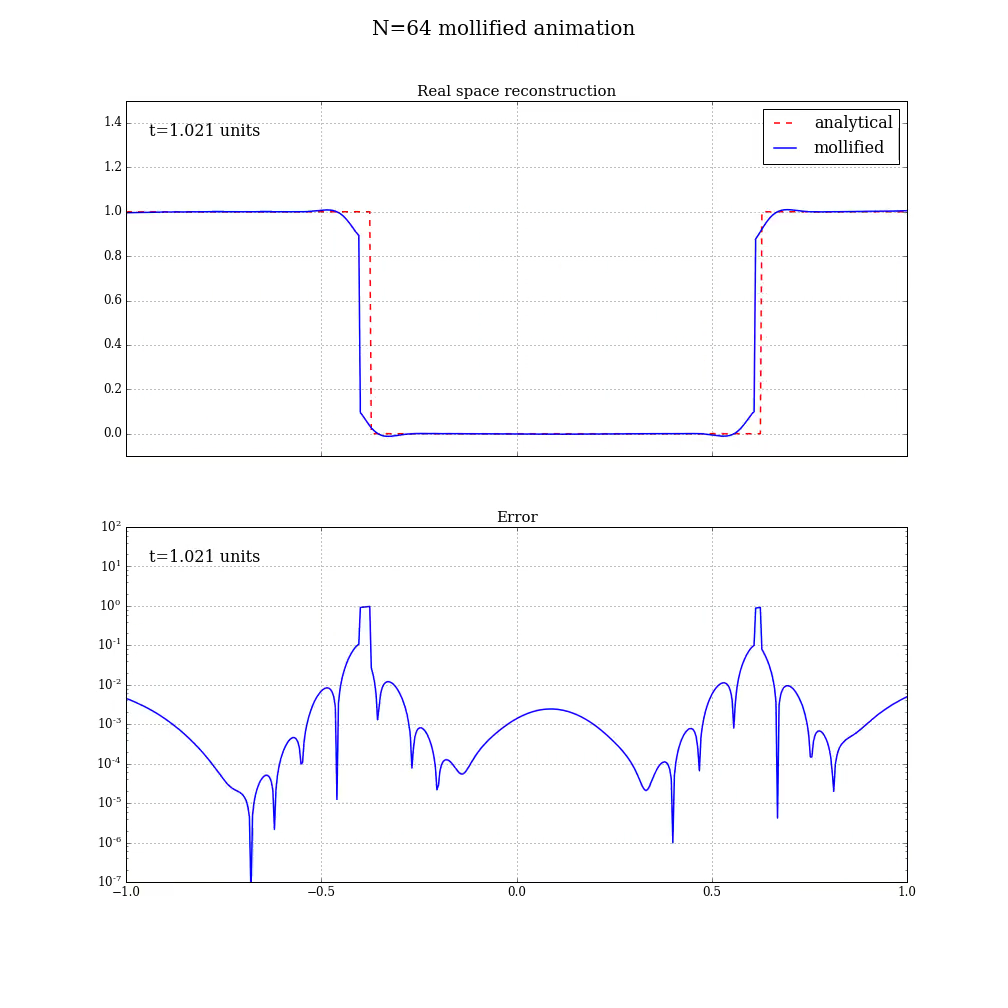 N=64 mollified animation
Real space reconstruction
t=1.021 units
analytical
mollified
1.4
1.2
1.0
0.8
0.6
0.4
0.2
0.0
Error
t=1.021 units
10²
10¹
10⁰
10⁻¹
10⁻²
10⁻³
10⁻⁴
10⁻⁵
10⁻⁶
10⁻⁷
−1.0 −0.5 0.0 0.5 1.0